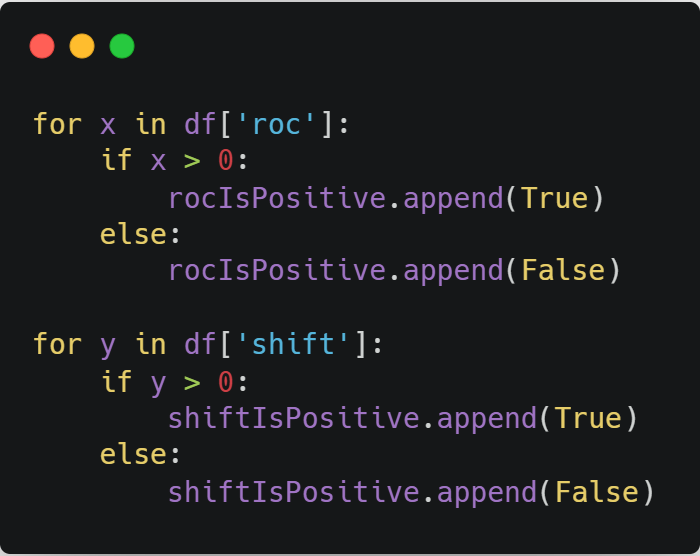 for x in df['roc']:
    if x > 0:
        rocIsPositive.append(True)
    else:
        rocIsPositive.append(False)

for y in df['shift']:
    if y > 0:
        shiftIsPositive.append(True)
    else:
        shiftIsPositive.append(False)